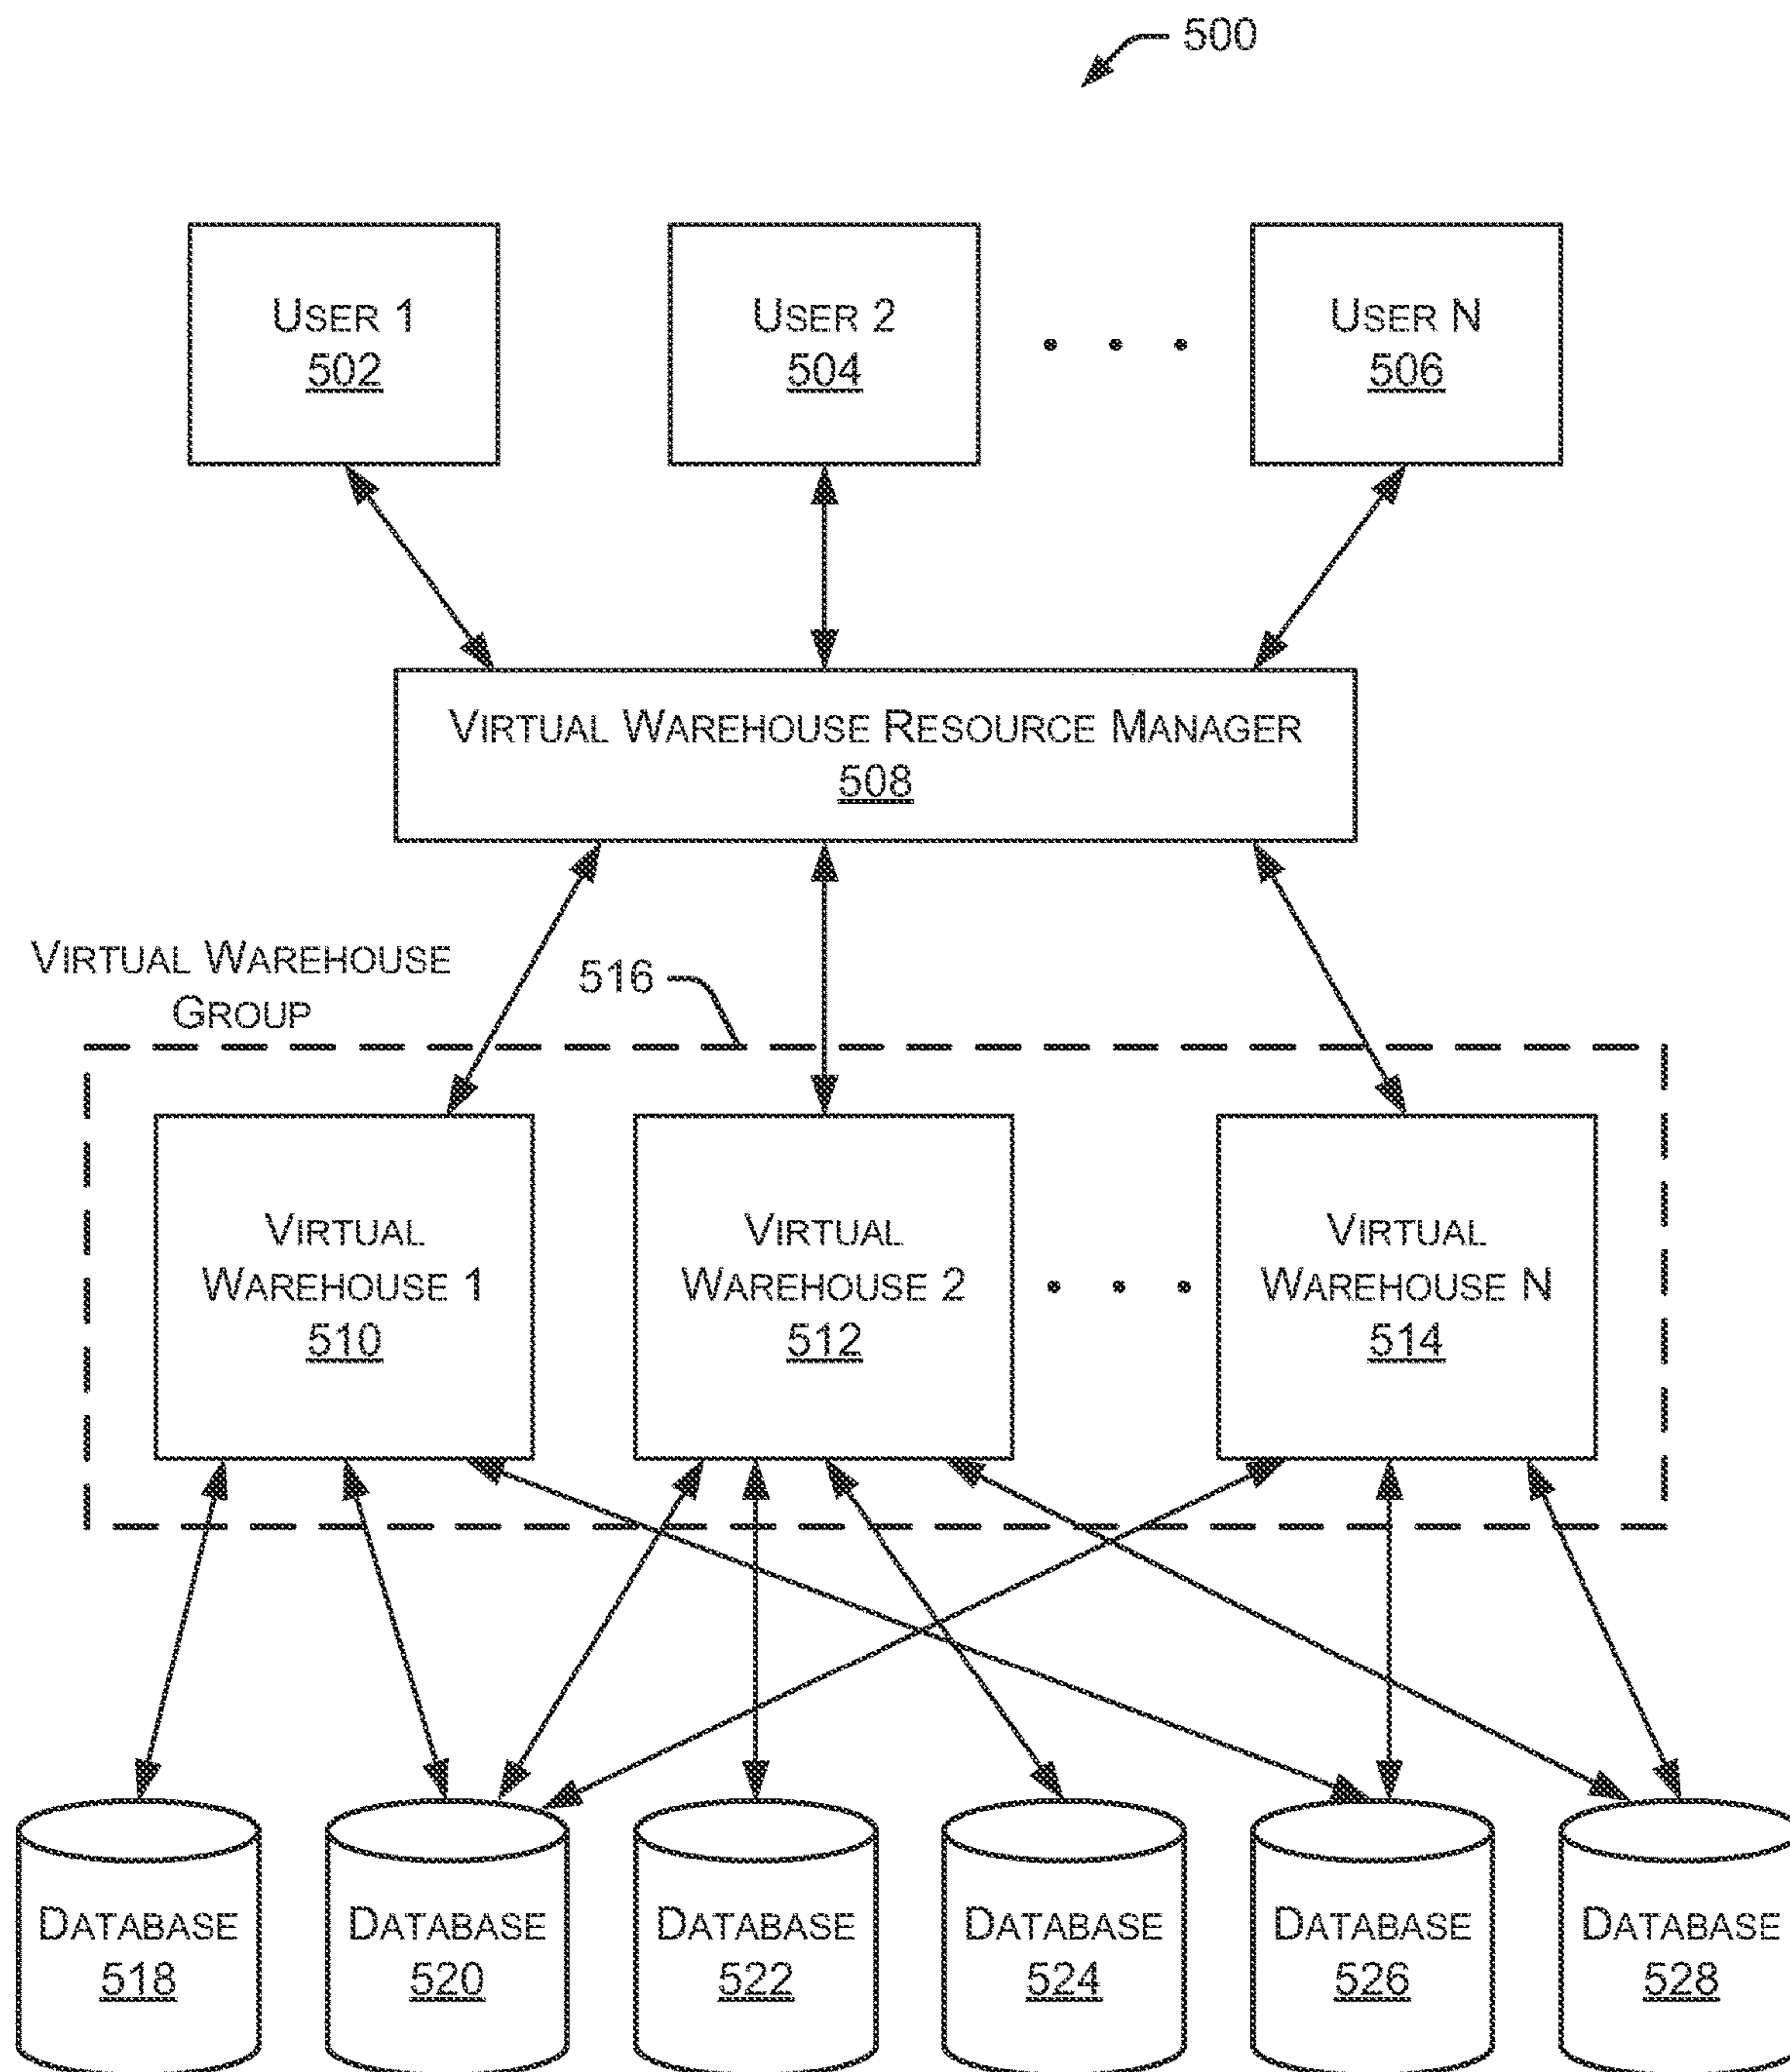 500
USER 1
502
USER 2
504
USER N
506
VIRTUAL WAREHOUSE RESOURCE MANAGER
508
VIRTUAL WAREHOUSE
GROUP
516
VIRTUAL
WAREHOUSE 1
510
VIRTUAL
WAREHOUSE 2
512
VIRTUAL
WAREHOUSE N
514
DATABASE
518
DATABASE
520
DATABASE
522
DATABASE
524
DATABASE
526
DATABASE
528